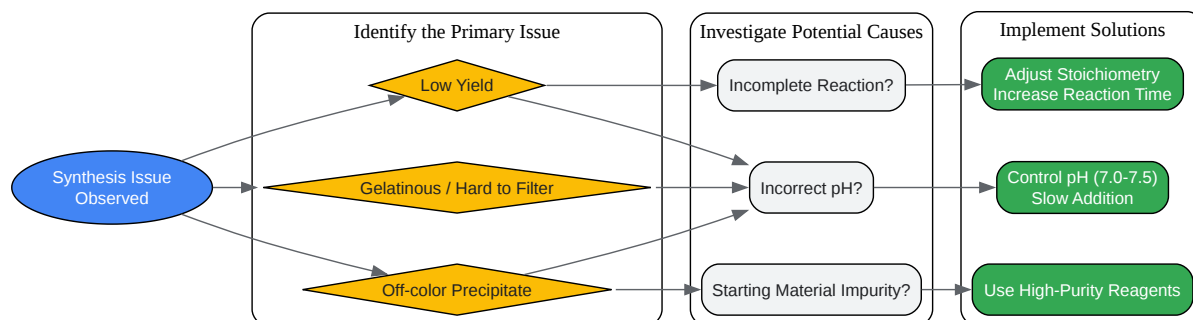 Identify the Primary Issue
Investigate Potential Causes
Implement Solutions
Low Yield
Incomplete Reaction?
Adjust Stoichiometry
Increase Reaction Time
Synthesis Issue
Observed
Gelatinous / Hard to Filter
Incorrect pH?
Control pH (7.0-7.5)
Slow Addition
Off-color Precipitate
Starting Material Impurity?
Use High-Purity Reagents